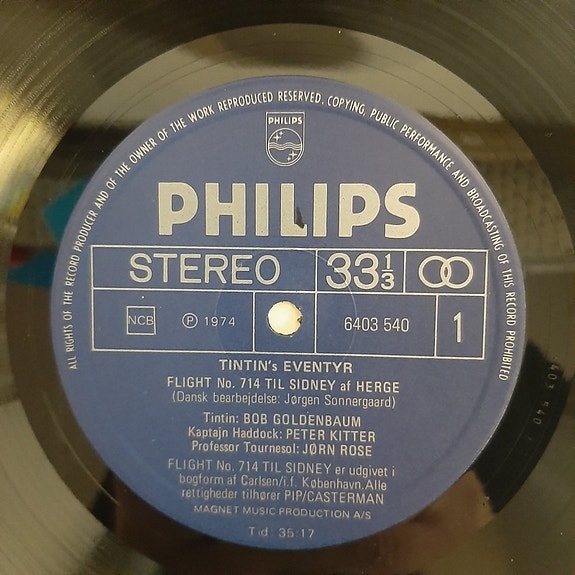 ALL RIGHTS OF THE RECORD PRODUCER AND OF THE OWNER OF THE WORK REPRODUCED RESERVED. COPYING, PUBLIC PERFORMANCE AND BROADCASTING OF THIS RECORD PROHIBITED
PHILIPS
PHILIPS
STEREO 33 1/3
NCB Ⓟ 1974 6403 540 1
TINTIN's EVENTYR
FLIGHT No. 714 TIL SIDNEY af HERGE
(Dansk bearbejdelse: Jørgen Sonnergaard)
Tintin: BOB GOLDENBAUM
Kaptajn Haddock: PETER KITTER
Professor Tournesol: JØRN ROSE
FLIGHT No. 714 TIL SIDNEY er udgivet i
bogform af Carlsen/i.f. København. Alle
rettigheder tilhører PIP/CASTERMAN
MAGNET MUSIC PRODUCTION A/S
Tid 35:17